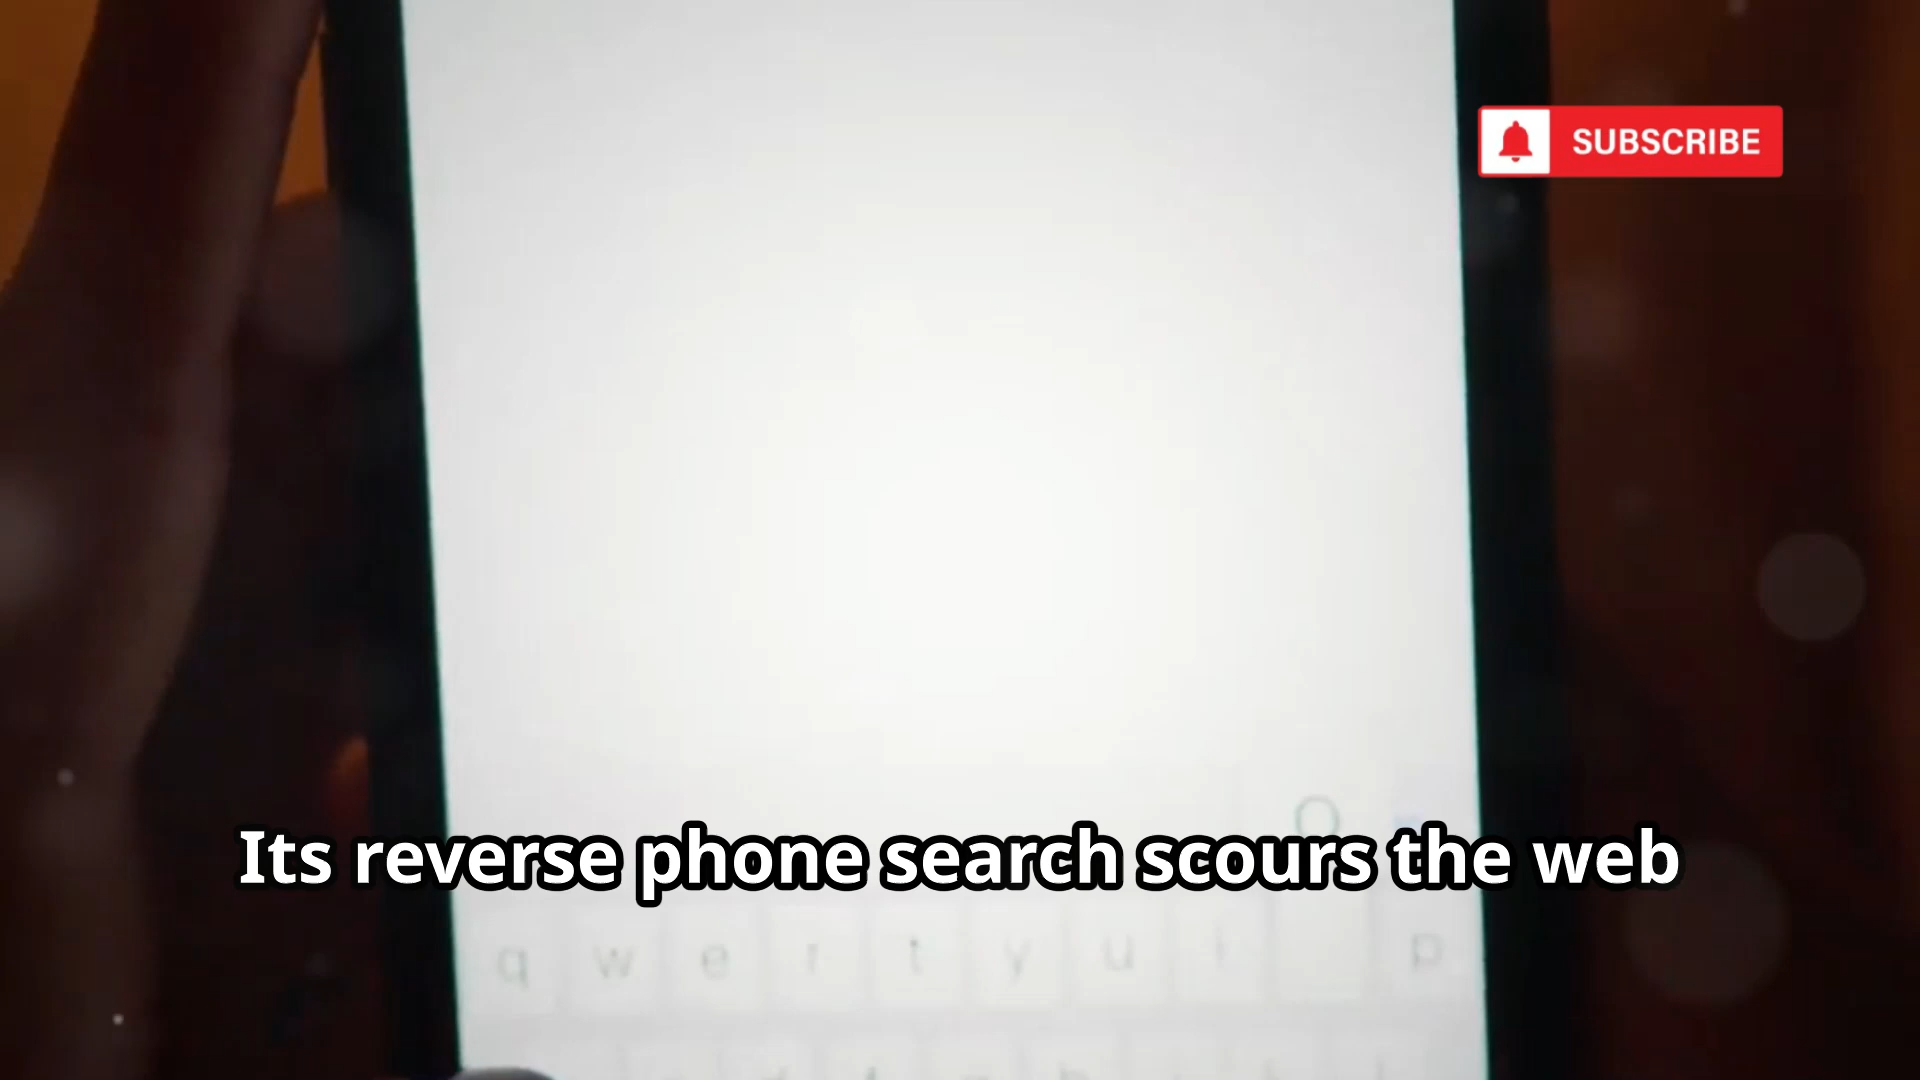 SUBSCRIBE
Its reverse phone search scours the web
q w e r t y u i p